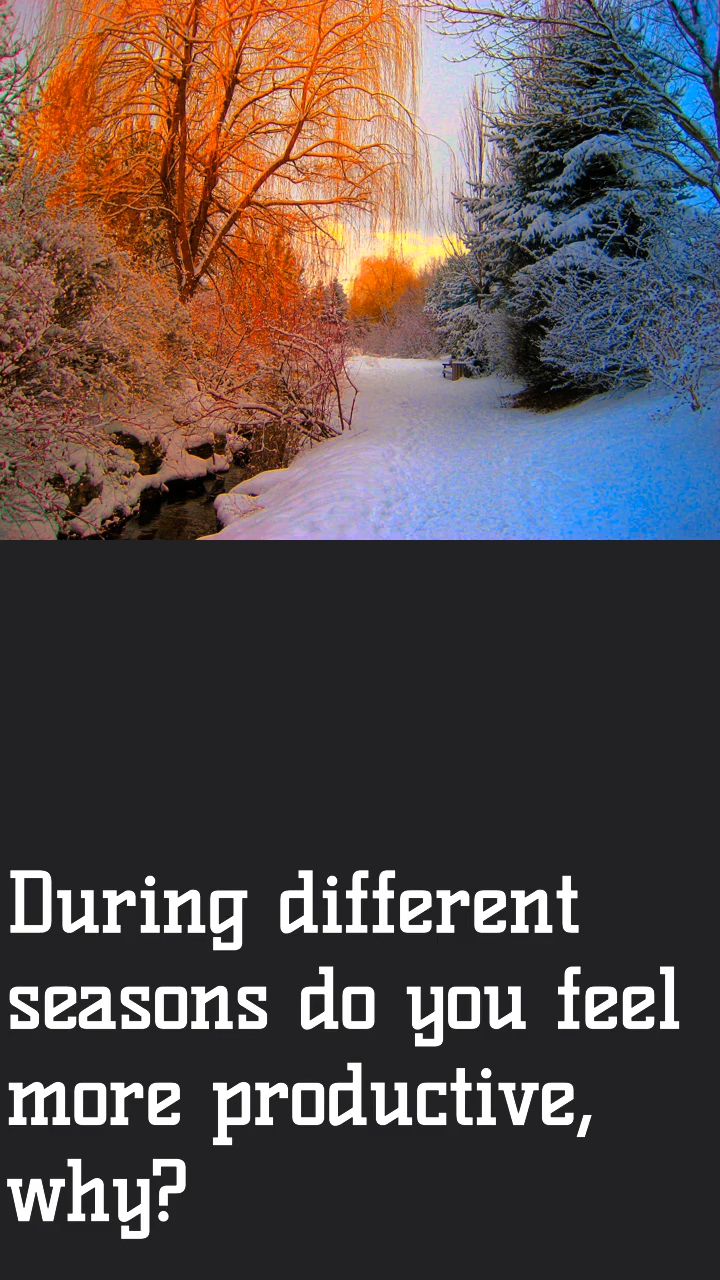 During different
seasons do you feel
more productive,
why?